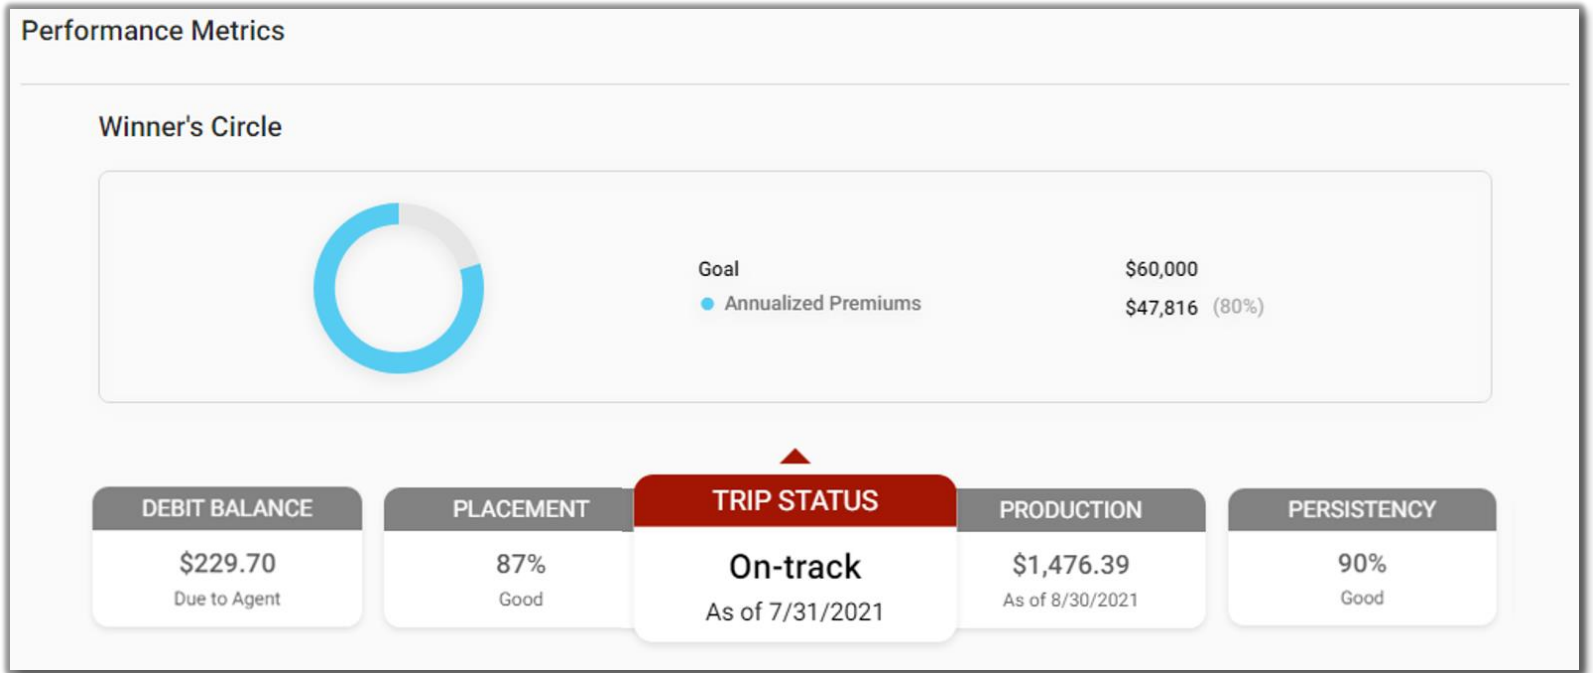 Performance Metrics
Winner's Circle
Goal $60,000
Annualized Premiums $47,816 (80%)
DEBIT BALANCE
$229.70
Due to Agent
PLACEMENT
87%
Good
TRIP STATUS
On-track
As of 7/31/2021
PRODUCTION
$1,476.39
As of 8/30/2021
PERSISTENCY
90%
Good